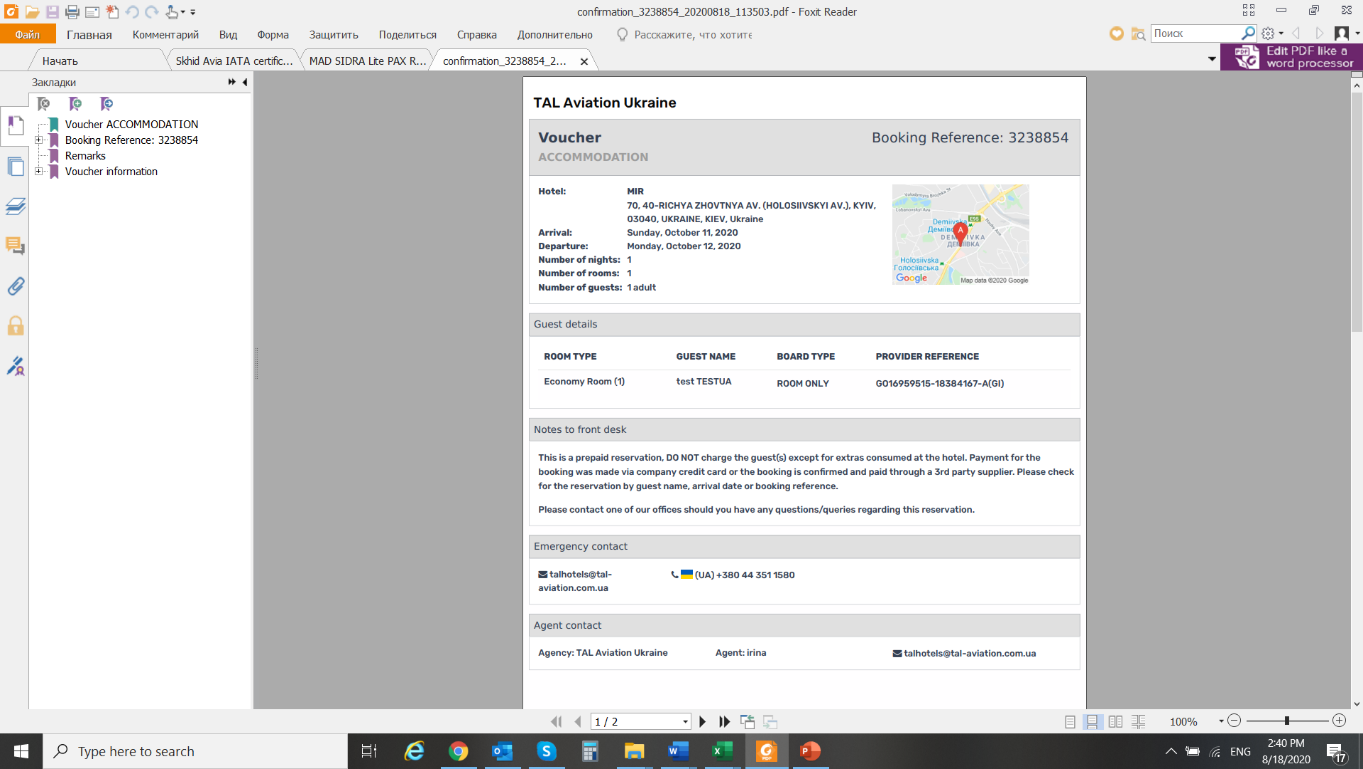 confirmation_3238854_20200818_113503.pdf - Foxit Reader
Файл Главная Комментарий Вид Форма Защитить Поделиться Справка Дополнительно Расскажите, что хотите Поиск
Начать Skhid Avia IATA certific... MAD SIDRA Lite PAX R... confirmation_3238854_2... Edit PDF like a
word processor
Закладки
Voucher ACCOMMODATION
Booking Reference: 3238854
Remarks
Voucher information
TAL Aviation Ukraine
Voucher Booking Reference: 3238854
ACCOMMODATION
Hotel: MIR
70, 40-RICHYA ZHOVTNYA AV. (HOLOSIIVSKYI AV.), KYIV,
03040, UKRAINE, KIEV, Ukraine
Arrival: Sunday, October 11, 2020
Departure: Monday, October 12, 2020
Number of nights: 1
Number of rooms: 1
Number of guests: 1 adult
A
Деміївка
ДЕМІЇВКА
Holosiivska
Голосіївська
Google Map data ©2020 Google
Guest details
ROOM TYPE GUEST NAME BOARD TYPE PROVIDER REFERENCE
Economy Room (1) test TESTUA ROOM ONLY GO16959515-18384167-A(GI)
Notes to front desk
This is a prepaid reservation, DO NOT charge the guest(s) except for extras consumed at the hotel. Payment for the
booking was made via company credit card or the booking is confirmed and paid through a 3rd party supplier. Please check
for the reservation by guest name, arrival date or booking reference.
Please contact one of our offices should you have any questions/queries regarding this reservation.
Emergency contact
talhotels@tal-
aviation.com.ua
(UA) +380 44 351 1580
Agent contact
Agency: TAL Aviation Ukraine Agent: irina talhotels@tal-aviation.com.ua
1 / 2 100%
Type here to search
ENG
2:40 PM
8/18/2020
17